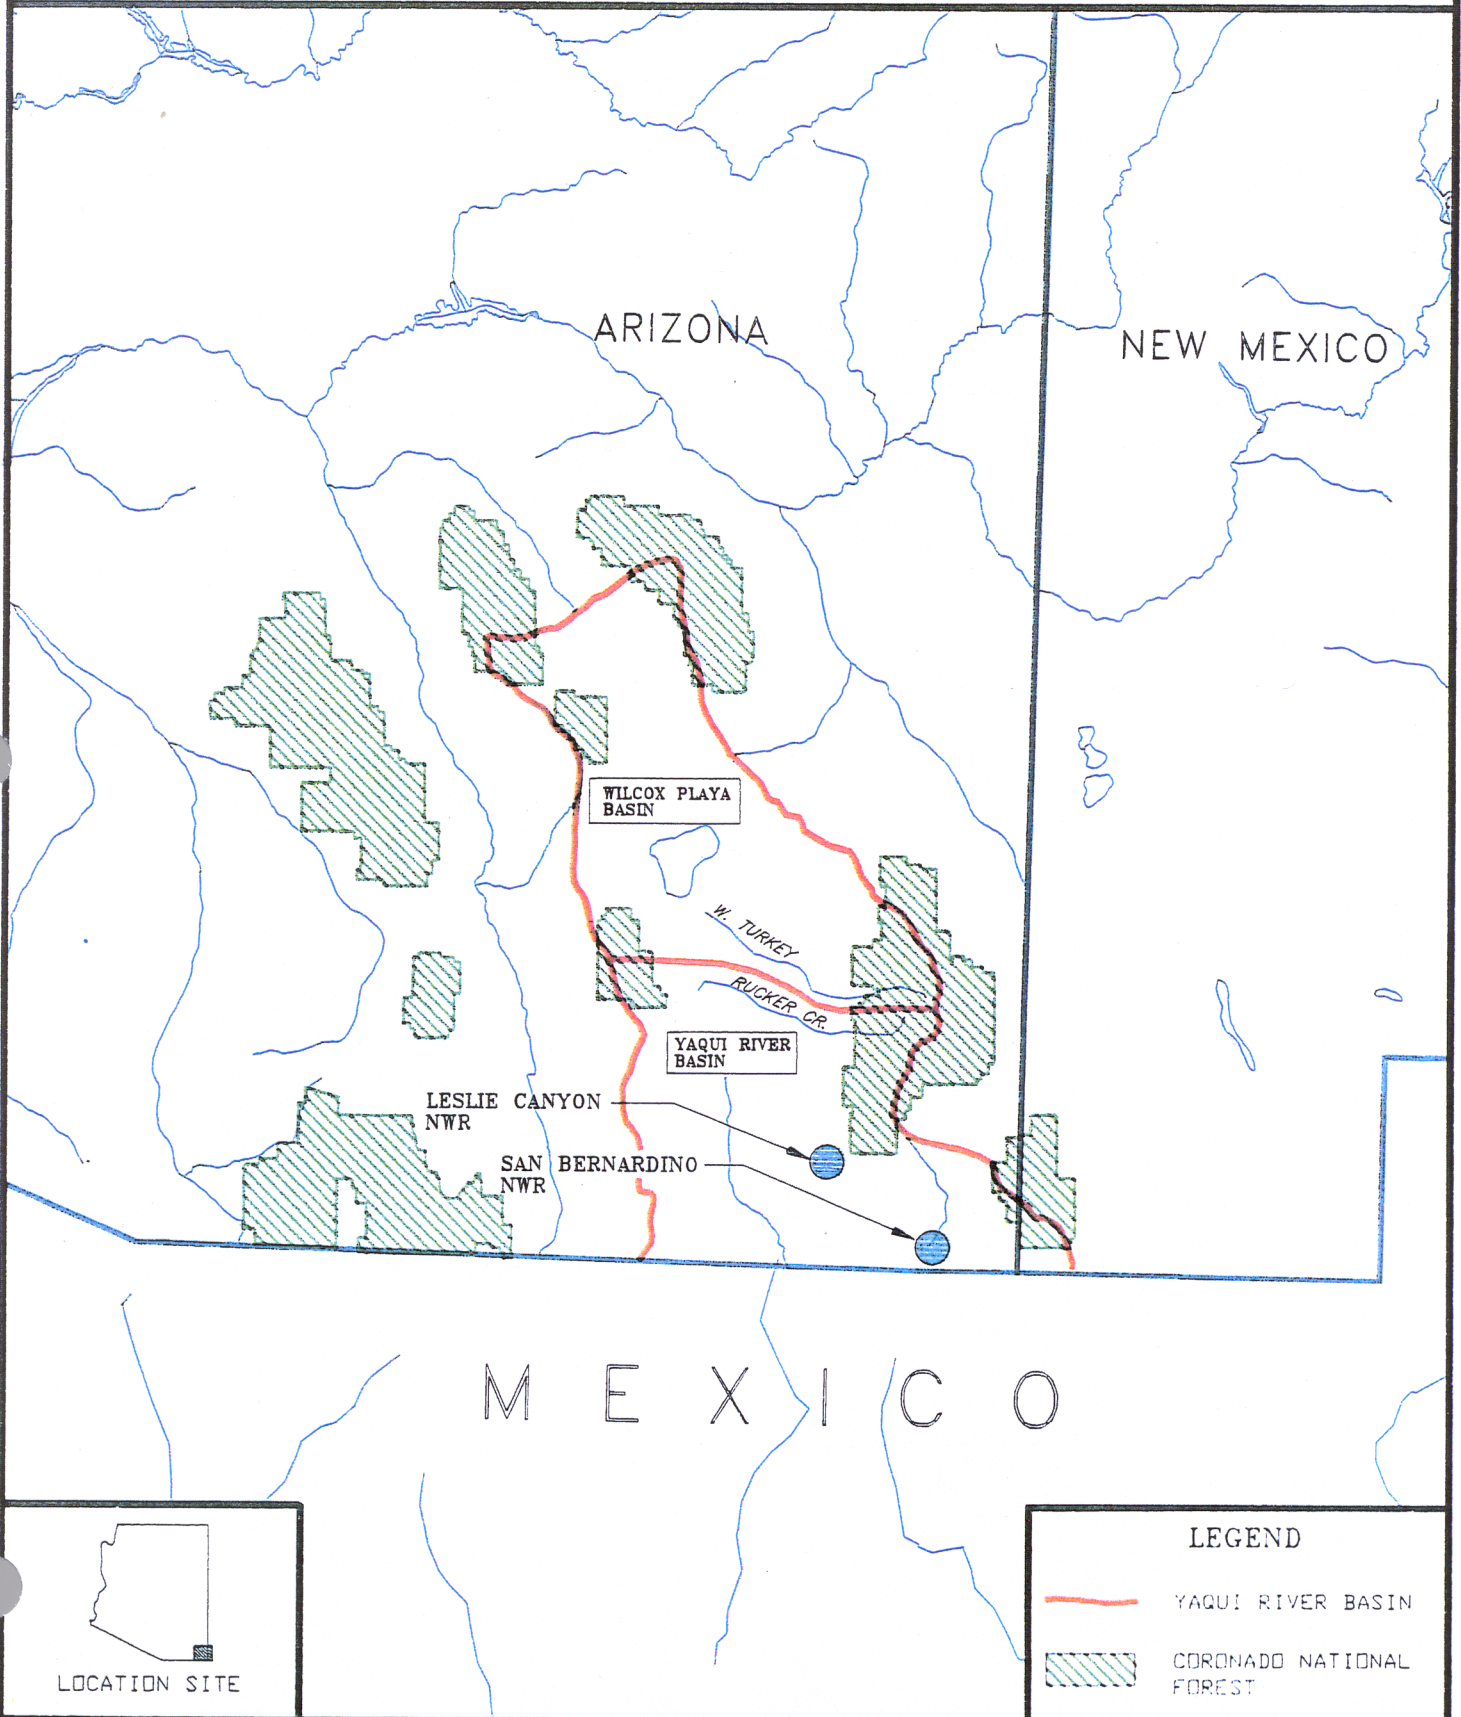 ARIZONA
NEW MEXICO
WILCOX PLAYA
BASIN
W. TURKEY
RUCKER CR.
YAQUI RIVER
BASIN
LESLIE CANYON
NWR
SAN BERNARDINO
NWR
MEXICO
LOCATION SITE
LEGEND
YAQUI RIVER BASIN
CORONADO NATIONAL
FOREST